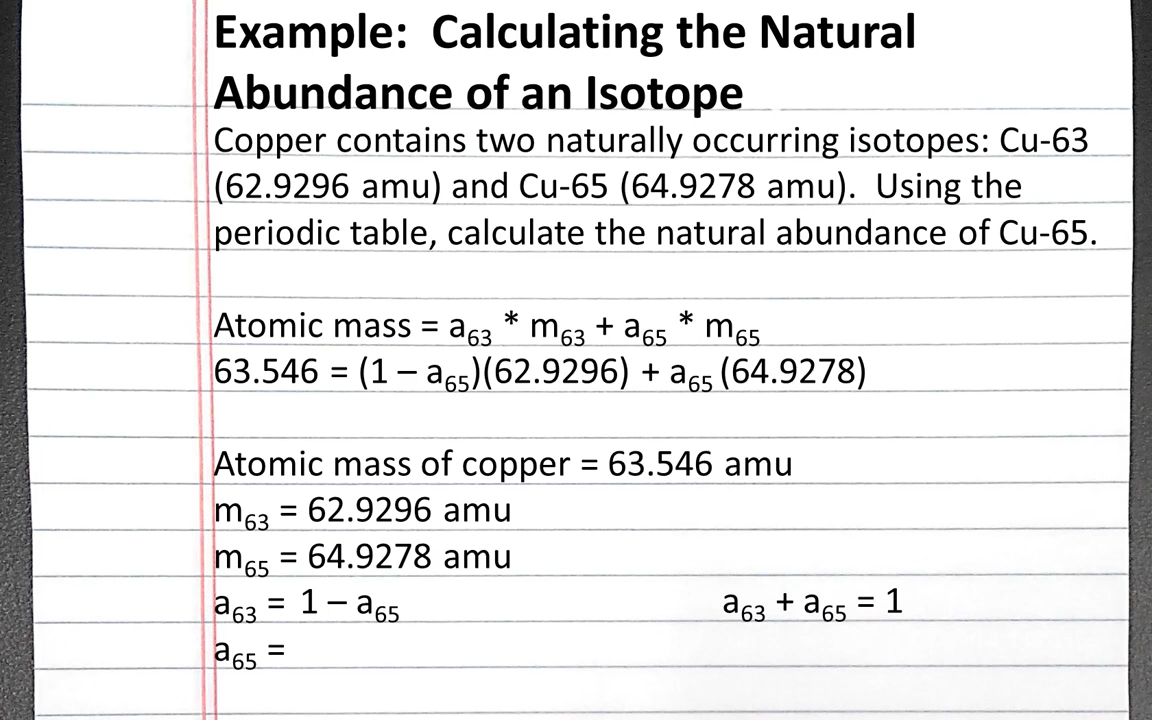 Example:  Calculating the Natural
Abundance of an Isotope
Copper contains two naturally occurring isotopes: Cu-63
(62.9296 amu) and Cu-65 (64.9278 amu).  Using the
periodic table, calculate the natural abundance of Cu-65.
Atomic mass = a₆₃ * m₆₃ + a₆₅ * m₆₅
63.546 = (1 – a₆₅)(62.9296) + a₆₅ (64.9278)
Atomic mass of copper = 63.546 amu
m₆₃ = 62.9296 amu
m₆₅ = 64.9278 amu
a₆₃ = 1 – a₆₅ a₆₃ + a₆₅ = 1
a₆₅ =